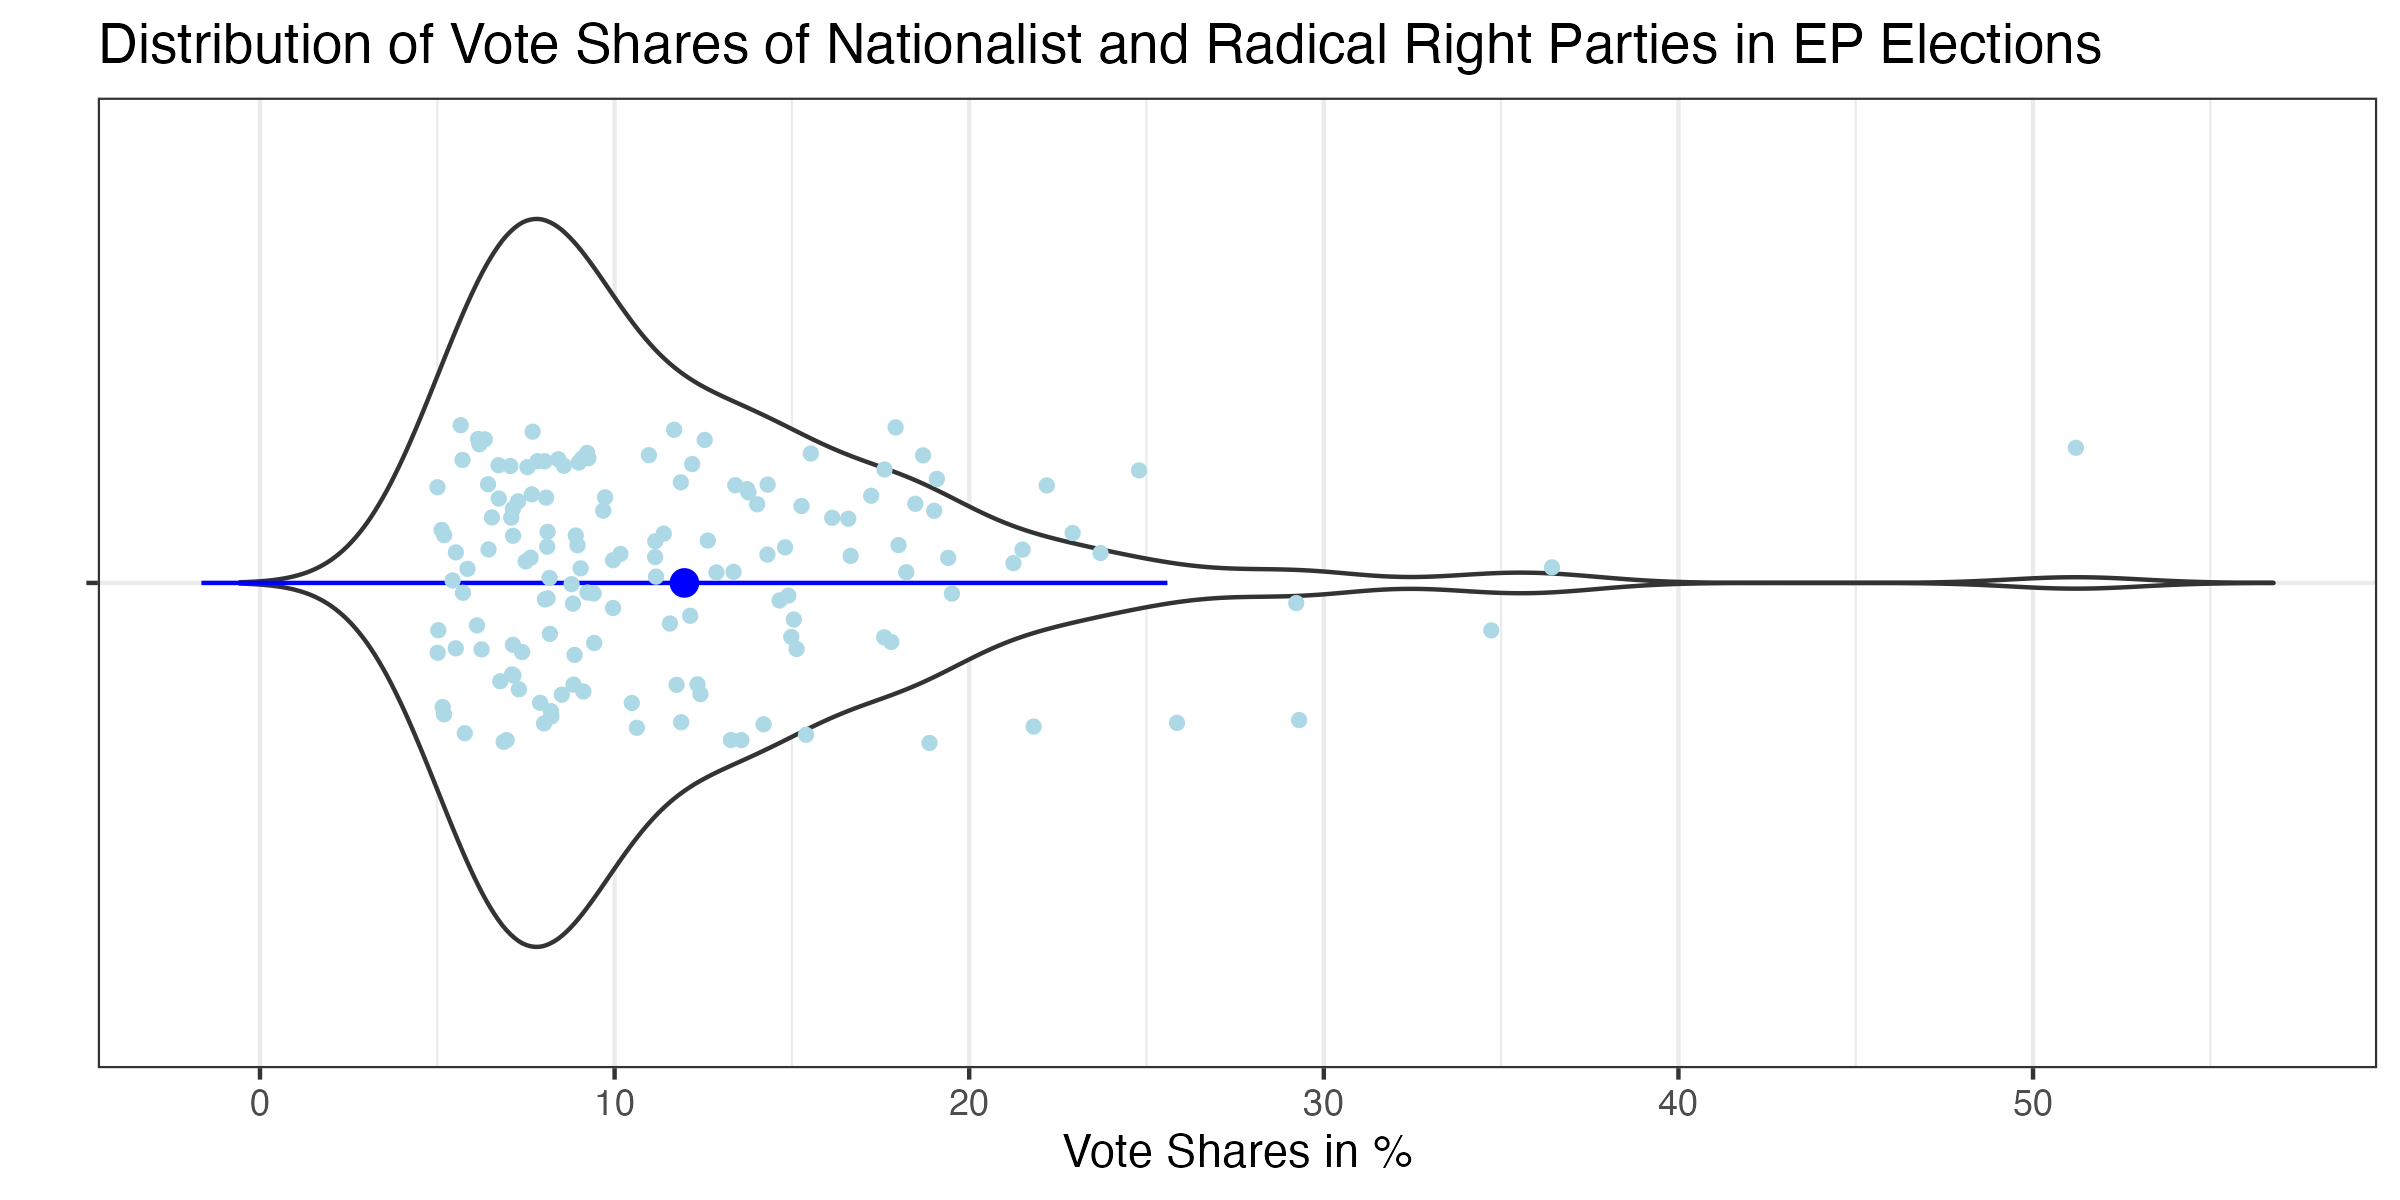 Distribution of Vote Shares of Nationalist and Radical Right Parties in EP Elections
0 10 20 30 40 50
Vote Shares in %